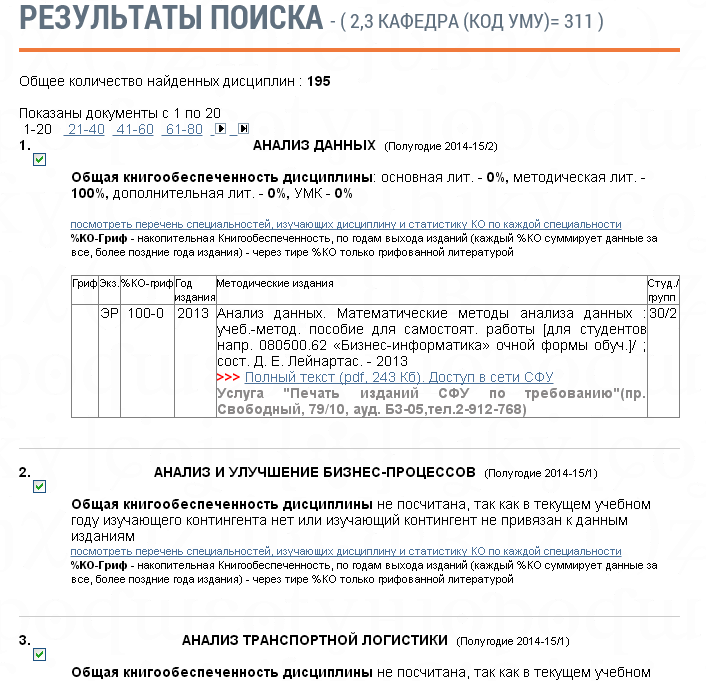 РЕЗУЛЬТАТЫ ПОИСКА - ( 2,3 КАФЕДРА (КОД УМУ)= 311 )
Общее количество найденных дисциплин : 195
Показаны документы с 1 по 20
1-20 21-40 41-60 61-80
1. АНАЛИЗ ДАННЫХ (Полугодие 2014-15/2)
Общая книгообеспеченность дисциплины: основная лит. - 0%, методическая лит. -
100%, дополнительная лит. - 0%, УМК - 0%
посмотреть перечень специальностей, изучающих дисциплину и статистику КО по каждой специальности
%КО-Гриф - накопительная Книгообеспеченность, по годам выхода изданий (каждый %КО суммирует данные за
все, более поздние года издания) - через тире %КО только грифованной литературой
Гриф Экз. %КО-гриф Год издания Методические издания Студ./групп
ЭР 100-0 2013 Анализ данных. Математические методы анализа данных : 30/2
учеб.-метод. пособие для самостоят. работы [для студентов
напр. 080500.62 «Бизнес-информатика» очной формы обуч.]/ ;
сост. Д. Е. Лейнартас. - 2013
>>> Полный текст (pdf, 243 Кб). Доступ в сети СФУ
Услуга "Печать изданий СФУ по требованию"(пр.
Свободный, 79/10, ауд. Б3-05,тел.2-912-768)
2. АНАЛИЗ И УЛУЧШЕНИЕ БИЗНЕС-ПРОЦЕССОВ (Полугодие 2014-15/1)
Общая книгообеспеченность дисциплины не посчитана, так как в текущем учебном
году изучающего контингента нет или изучающий контингент не привязан к данным
изданиям
посмотреть перечень специальностей, изучающих дисциплину и статистику КО по каждой специальности
%КО-Гриф - накопительная Книгообеспеченность, по годам выхода изданий (каждый %КО суммирует данные за
все, более поздние года издания) - через тире %КО только грифованной литературой
3. АНАЛИЗ ТРАНСПОРТНОЙ ЛОГИСТИКИ (Полугодие 2014-15/1)
Общая книгообеспеченность дисциплины не посчитана, так как в текущем учебном